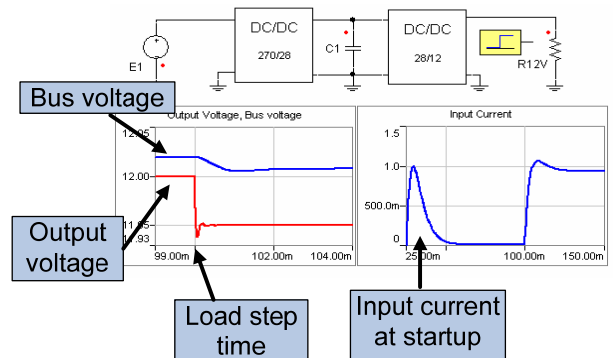 DC/DC
270/28
C1
DC/DC
28/12
E1
R12V
Bus voltage
Output Voltage, Bus voltage
Input Current
12.05
12.00
11.95
11.93
99.00m
102.00m
104.00m
1.5
1.0
500.0m
0
25.00m
100.00m
150.00m
Output
voltage
Load step
time
Input current
at startup